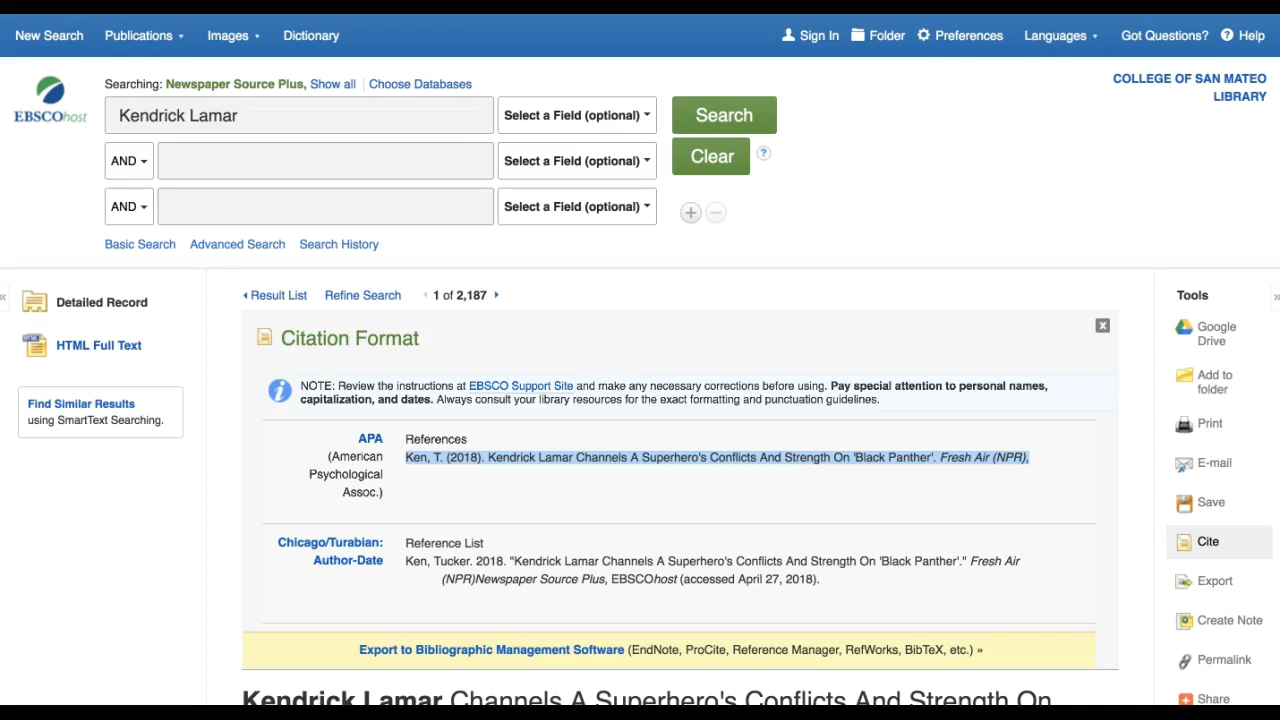 New Search Publications Images Dictionary Sign In Folder Preferences Languages Got Questions? Help
EBSCOhost
Searching: Newspaper Source Plus, Show all Choose Databases
COLLEGE OF SAN MATEO
LIBRARY
Kendrick Lamar Select a Field (optional) Search
AND Select a Field (optional) Clear ?
AND Select a Field (optional)
Basic Search Advanced Search Search History
« Detailed Record
HTML Full Text
Find Similar Results
using SmartText Searching.
Result List Refine Search 1 of 2,187
Citation Format
NOTE: Review the instructions at EBSCO Support Site and make any necessary corrections before using. Pay special attention to personal names,
capitalization, and dates. Always consult your library resources for the exact formatting and punctuation guidelines.
APA
(American
Psychological
Assoc.)
References
Ken, T. (2018). Kendrick Lamar Channels A Superhero's Conflicts And Strength On 'Black Panther'. Fresh Air (NPR),
Chicago/Turabian:
Author-Date
Reference List
Ken, Tucker. 2018. "Kendrick Lamar Channels A Superhero's Conflicts And Strength On 'Black Panther'." Fresh Air
(NPR)Newspaper Source Plus, EBSCOhost (accessed April 27, 2018).
Export to Bibliographic Management Software (EndNote, ProCite, Reference Manager, RefWorks, BibTeX, etc.) »
Kendrick Lamar Channels A Superhero's Conflicts And Strength On
Tools »
Google
Drive
Add to
folder
Print
E-mail
Save
Cite
Export
Create Note
Permalink
Share